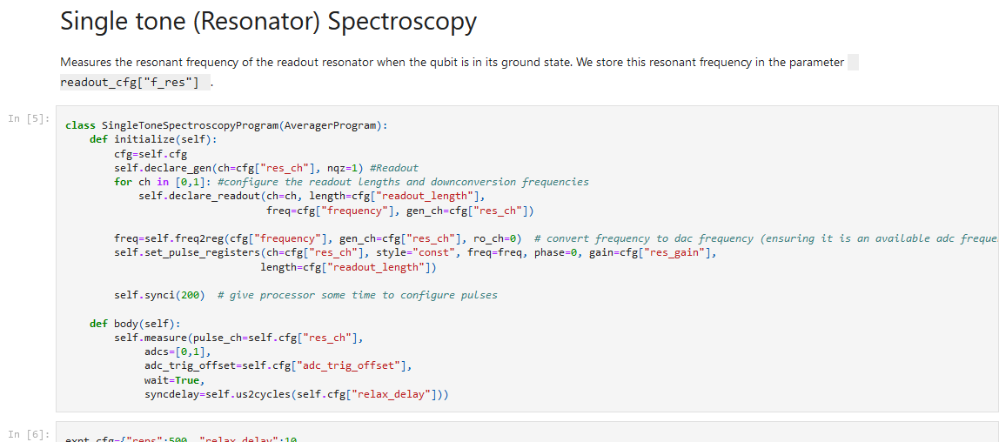 Single tone (Resonator) Spectroscopy
Measures the resonant frequency of the readout resonator when the qubit is in its ground state. We store this resonant frequency in the parameter
readout_cfg["f_res"] .
In [5]:
class SingleToneSpectroscopyProgram(AveragerProgram):
    def initialize(self):
        cfg=self.cfg
        self.declare_gen(ch=cfg["res_ch"], nqz=1) #Readout
        for ch in [0,1]: #configure the readout lengths and downconversion frequencies
            self.declare_readout(ch=ch, length=cfg["readout_length"],
                                 freq=cfg["frequency"], gen_ch=cfg["res_ch"])
        freq=self.freq2reg(cfg["frequency"], gen_ch=cfg["res_ch"], ro_ch=0)  # convert frequency to dac frequency (ensuring it is an available adc freque
        self.set_pulse_registers(ch=cfg["res_ch"], style="const", freq=freq, phase=0, gain=cfg["res_gain"],
                                length=cfg["readout_length"])
        self.synci(200)  # give processor some time to configure pulses
    def body(self):
        self.measure(pulse_ch=self.cfg["res_ch"],
             adcs=[0,1],
             adc_trig_offset=self.cfg["adc_trig_offset"],
             wait=True,
             syncdelay=self.us2cycles(self.cfg["relax_delay"]))
In [6]:
expt_cfg={"reps":500, "relax_delay":10,